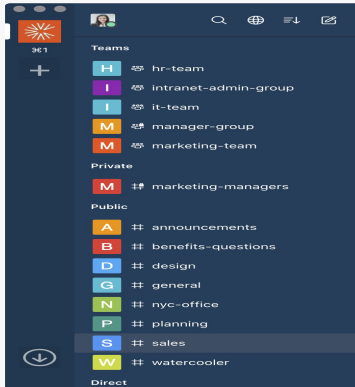 ⌘1
Teams
H hr-team
I intranet-admin-group
I it-team
M manager-group
M marketing-team
Private
M marketing-managers
Public
A # announcements
B # benefits-questions
D # design
G # general
N # nyc-office
P # planning
S # sales
W # watercooler
Direct